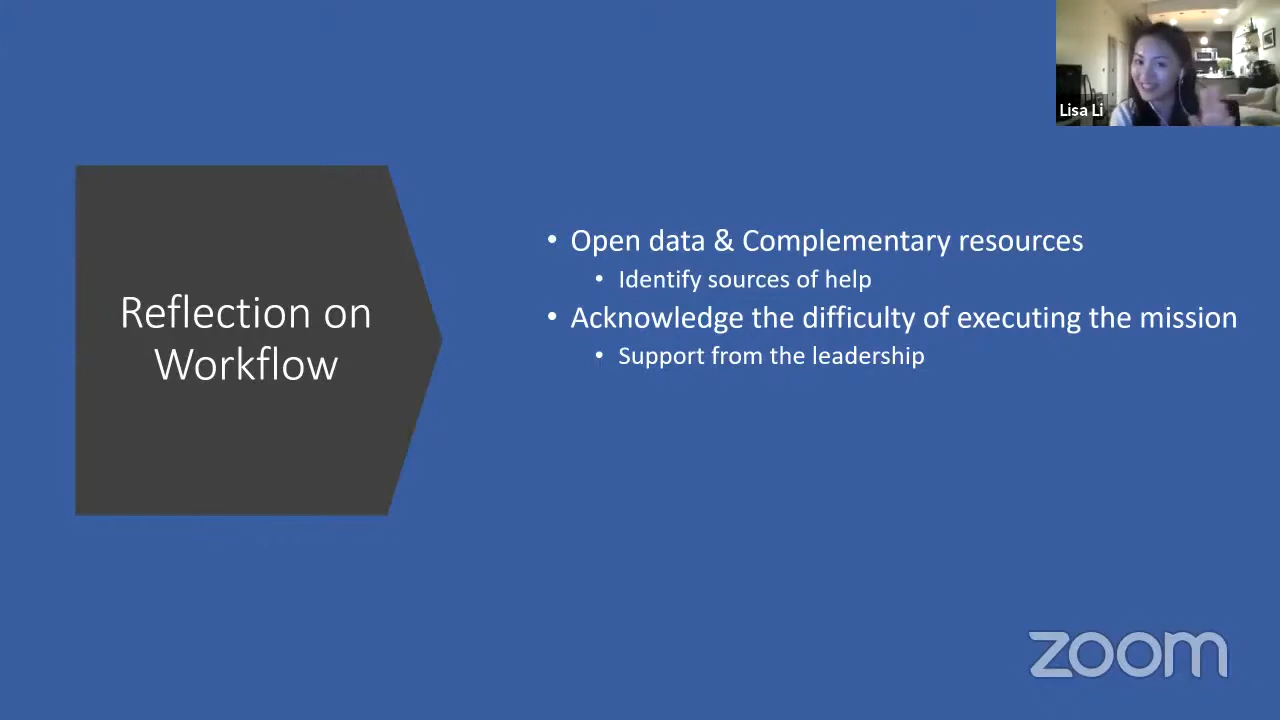 Lisa Li
Reflection on
Workflow
• Open data & Complementary resources
• Identify sources of help
• Acknowledge the difficulty of executing the mission
• Support from the leadership
zoom